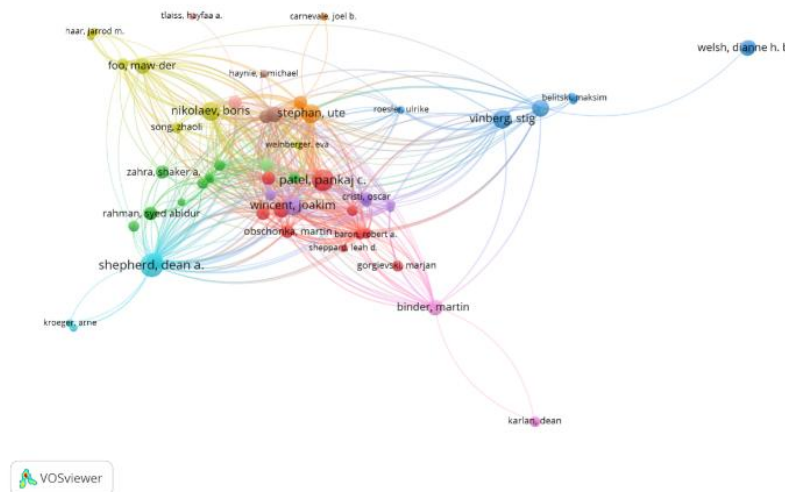 tlaiss, hayfaa a.
carnevale, joel b.
haar, jarrod m.
welsh, dianne h. b
foo, maw der
haynie, j. michael
belitski, maksim
nikolaev, boris
stephan, ute
roesler, ulrike
vinberg, stig
song, zhaoli
weinberger, eva
zahra, shaker a.
patel, pankaj c.
cristi, oscar
rahman, syed abidur
wincent, joakim
obschonka, martin
baron, robert a.
sheppard, leah d.
shepherd, dean a.
gorgievski, marjan
binder, martin
kroeger, arne
karlan, dean
VOSviewer